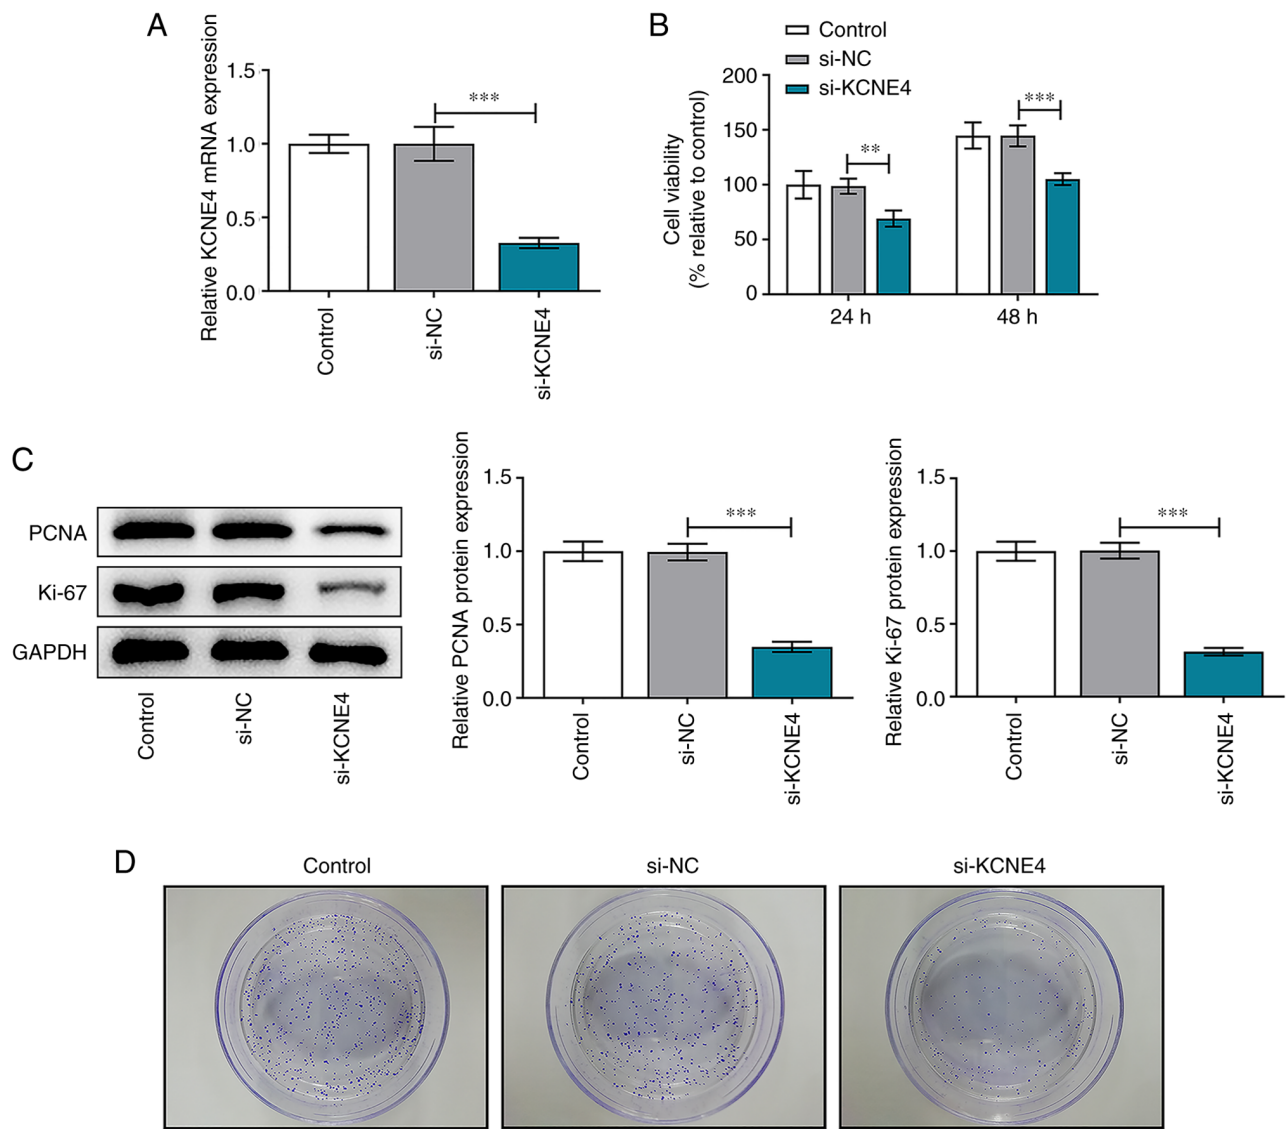 A
Relative KCNE4 mRNA expression
1.5
1.0
0.5
0.0
***
Control
si-NC
si-KCNE4
B
Control
si-NC
si-KCNE4
Cell viability
(% relative to control)
200
150
100
50
0
**
***
24 h
48 h
C
PCNA
Ki-67
GAPDH
Control
si-NC
si-KCNE4
Relative PCNA protein expression
1.5
1.0
0.5
0.0
***
Control
si-NC
si-KCNE4
Relative Ki-67 protein expression
1.5
1.0
0.5
0.0
***
Control
si-NC
si-KCNE4
D
Control
si-NC
si-KCNE4